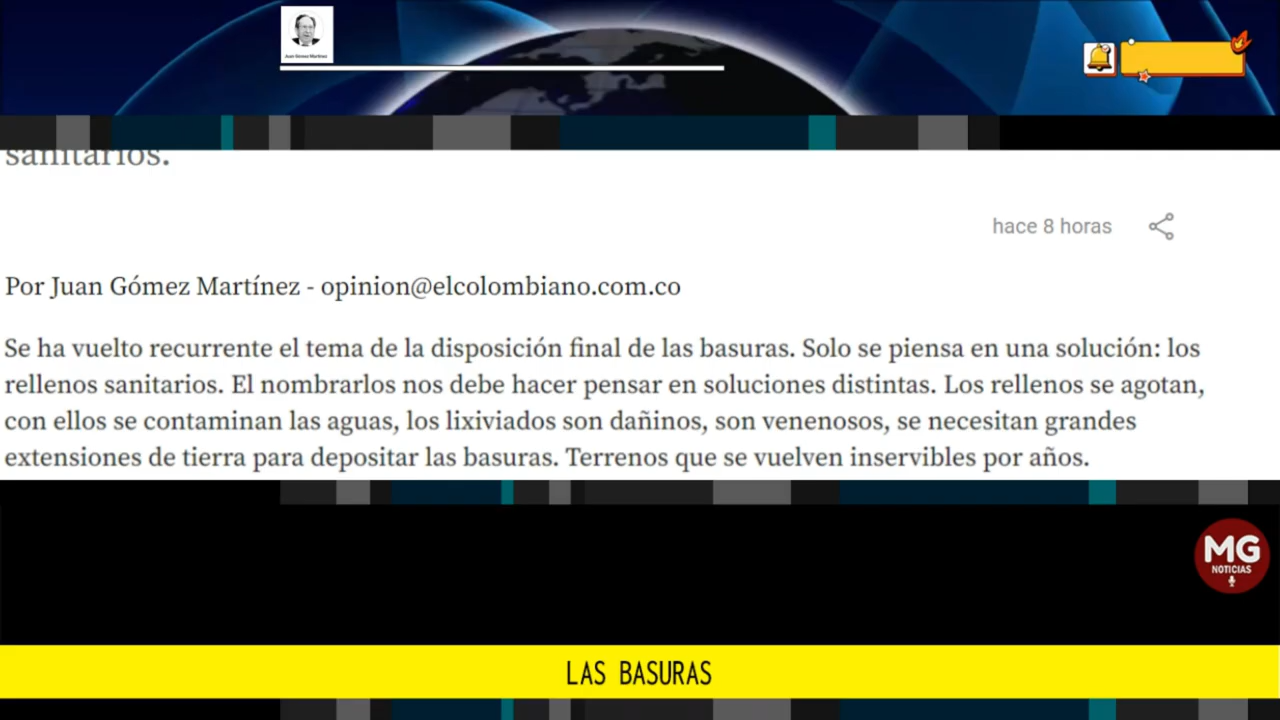 Juan Gómez Martínez
sanitarios.
hace 8 horas
Por Juan Gómez Martínez - opinion@elcolombiano.com.co
Se ha vuelto recurrente el tema de la disposición final de las basuras. Solo se piensa en una solución: los
rellenos sanitarios. El nombrarlos nos debe hacer pensar en soluciones distintas. Los rellenos se agotan,
con ellos se contaminan las aguas, los lixiviados son dañinos, son venenosos, se necesitan grandes
extensiones de tierra para depositar las basuras. Terrenos que se vuelven inservibles por años.
MG
NOTICIAS
LAS BASURAS